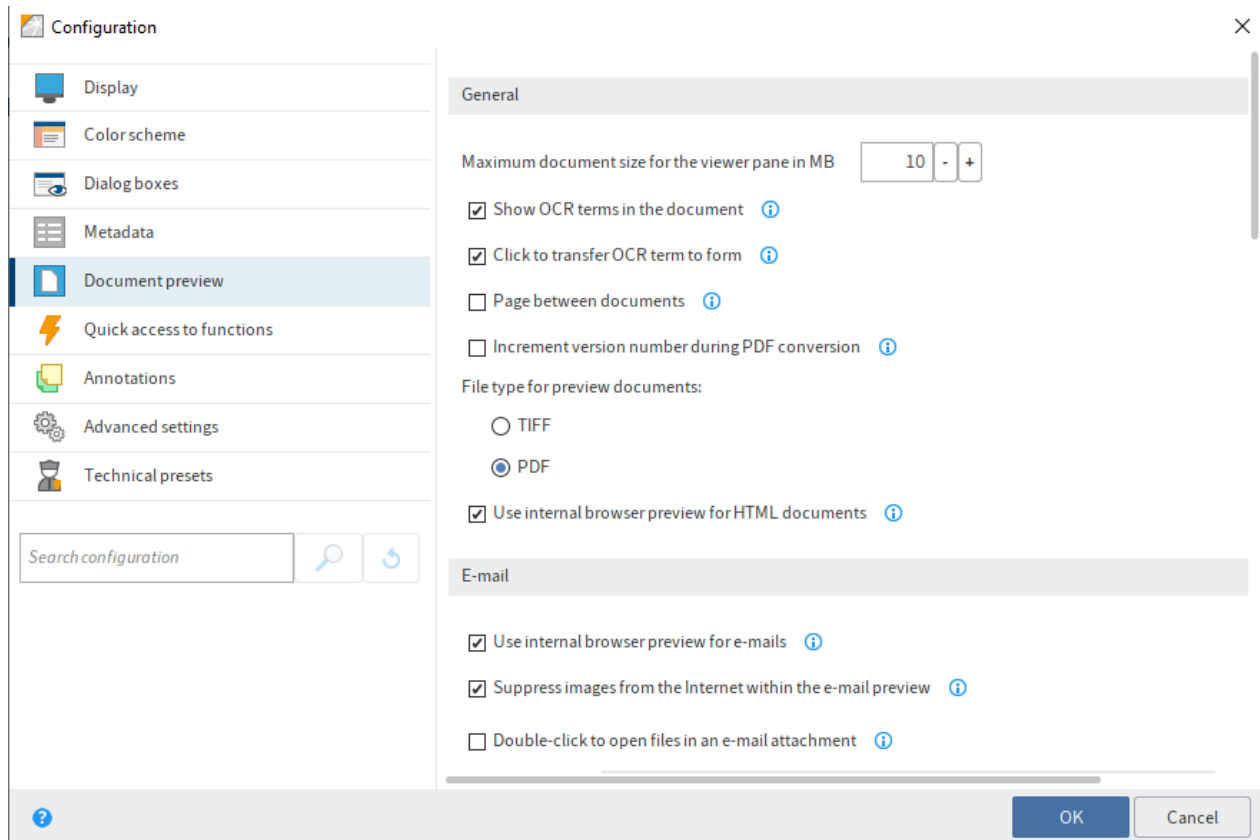 Configuration
Display
Color scheme
Dialog boxes
Metadata
Document preview
Quick access to functions
Annotations
Advanced settings
Technical presets
Search configuration
General
Maximum document size for the viewer pane in MB 10 - +
Show OCR terms in the document
Click to transfer OCR term to form
Page between documents
Increment version number during PDF conversion
File type for preview documents:
TIFF
PDF
Use internal browser preview for HTML documents
E-mail
Use internal browser preview for e-mails
Suppress images from the Internet within the e-mail preview
Double-click to open files in an e-mail attachment
OK Cancel